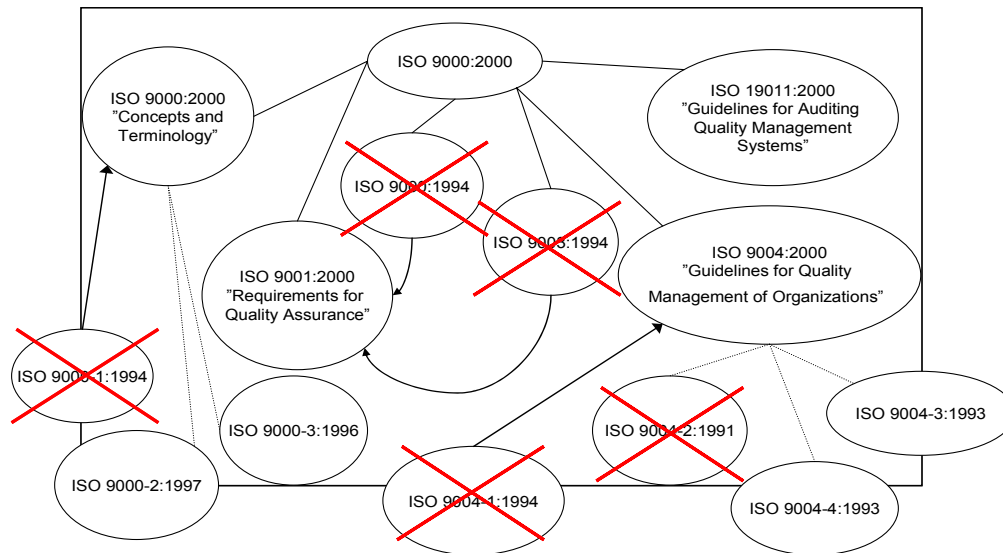 ISO 9000:2000
ISO 9000:2000
”Concepts and
Terminology”
ISO 19011:2000
”Guidelines for Auditing
Quality Management
Systems”
ISO 9000:1994
ISO 9003:1994
ISO 9001:2000
”Requirements for
Quality Assurance”
ISO 9004:2000
”Guidelines for Quality
Management of Organizations”
ISO 9000-1:1994
ISO 9000-3:1996
ISO 9004-2:1991
ISO 9004-3:1993
ISO 9000-2:1997
ISO 9004-1:1994
ISO 9004-4:1993